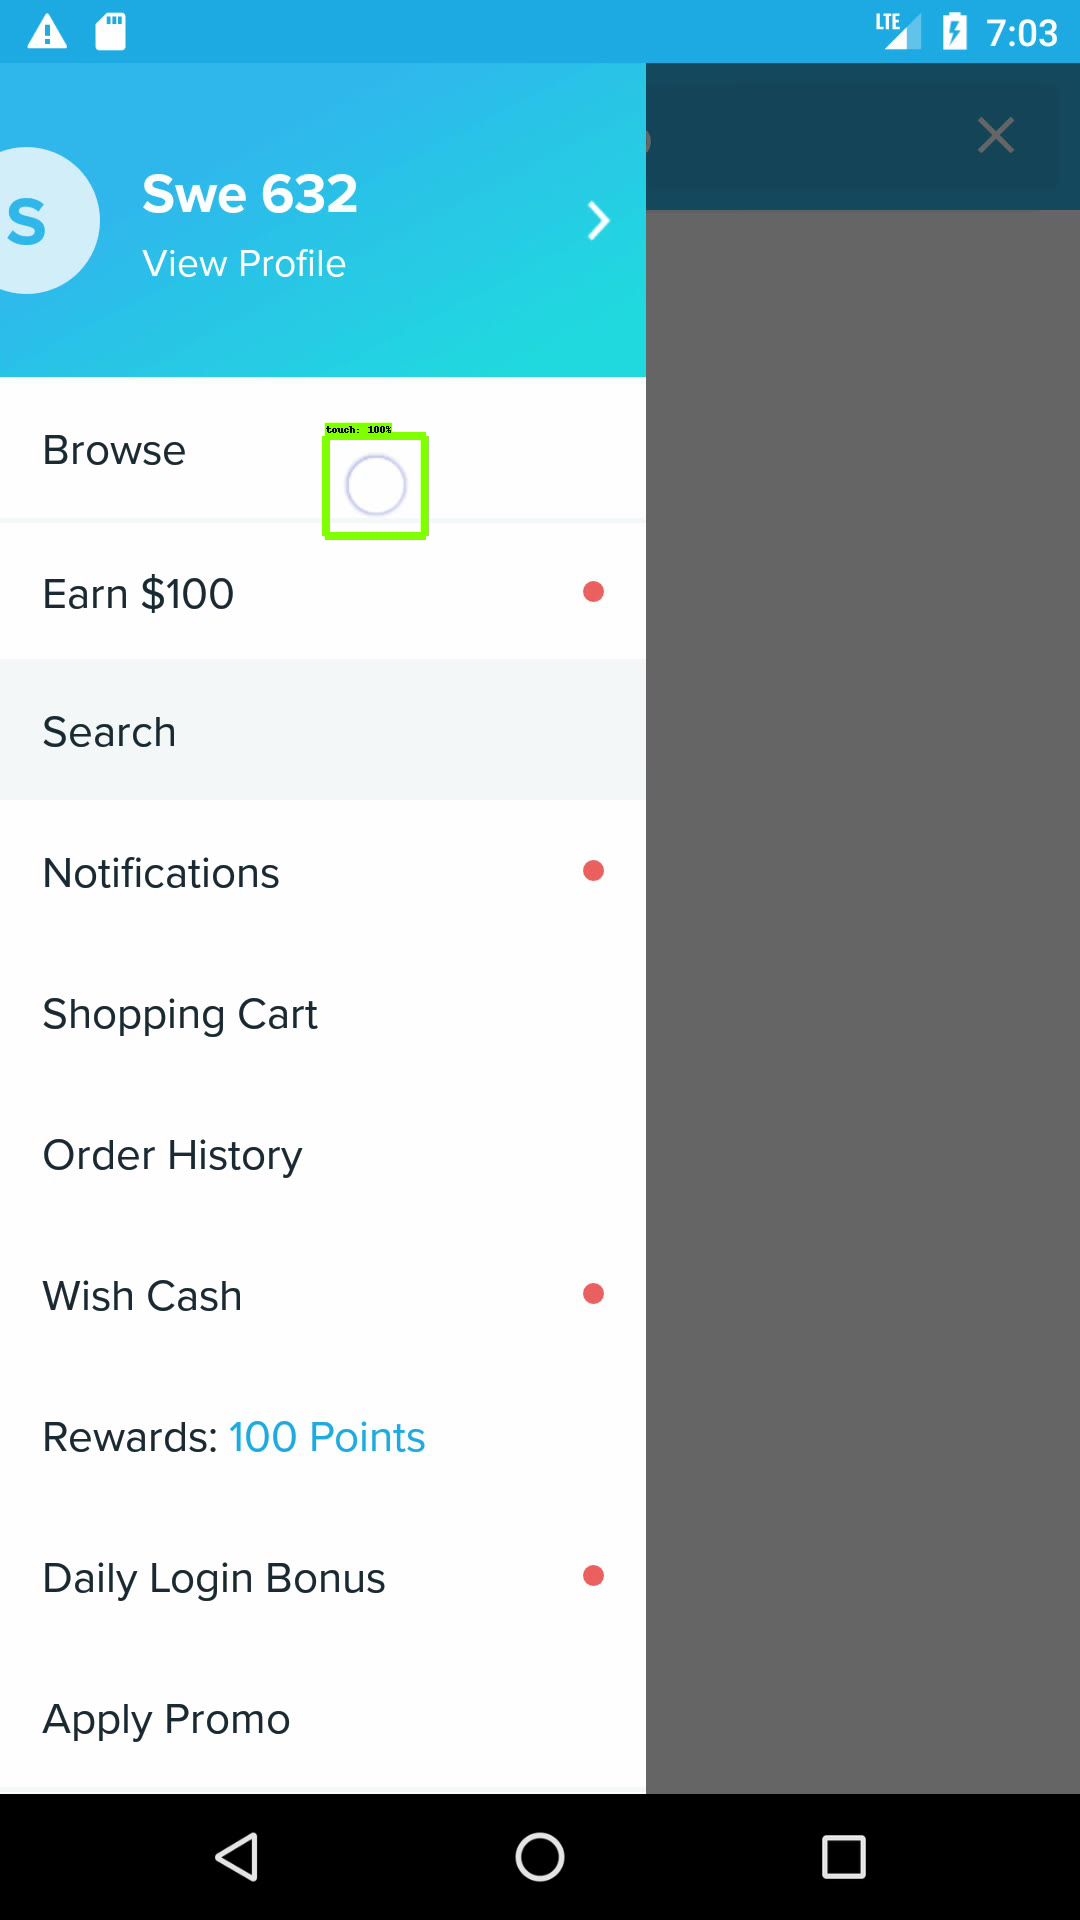 LTE 7:03
S
Swe 632
View Profile
touch: 100%
Browse
Earn $100
Search
Notifications
Shopping Cart
Order History
Wish Cash
Rewards: 100 Points
Daily Login Bonus
Apply Promo